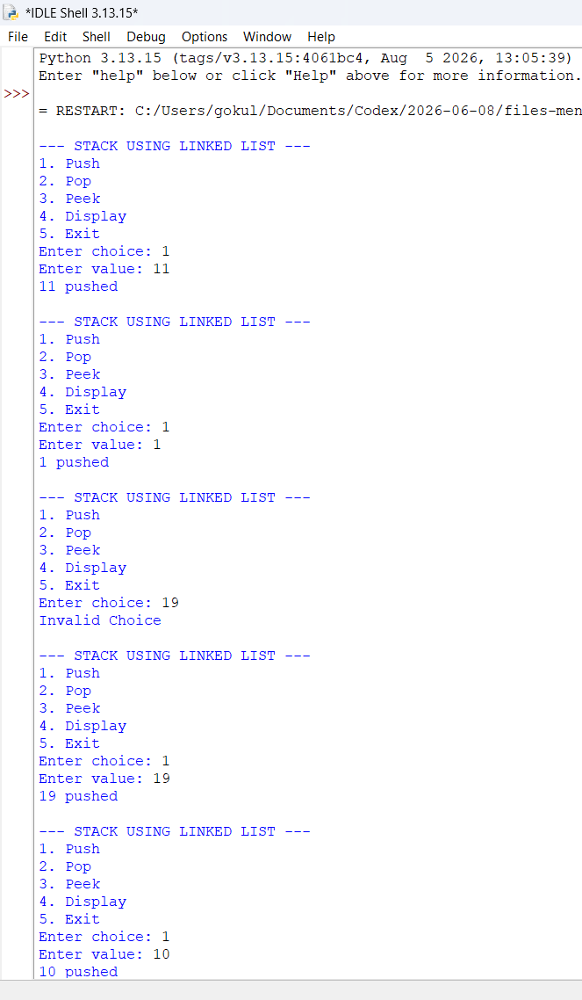 *IDLE Shell 3.13.15*
File Edit Shell Debug Options Window Help
Python 3.13.15 (tags/v3.13.15:4061bc4, Aug  5 2026, 13:05:39)
Enter "help" below or click "Help" above for more information.
>>>
= RESTART: C:/Users/gokul/Documents/Codex/2026-06-08/files-men
--- STACK USING LINKED LIST ---
1. Push
2. Pop
3. Peek
4. Display
5. Exit
Enter choice: 1
Enter value: 11
11 pushed
--- STACK USING LINKED LIST ---
1. Push
2. Pop
3. Peek
4. Display
5. Exit
Enter choice: 1
Enter value: 1
1 pushed
--- STACK USING LINKED LIST ---
1. Push
2. Pop
3. Peek
4. Display
5. Exit
Enter choice: 19
Invalid Choice
--- STACK USING LINKED LIST ---
1. Push
2. Pop
3. Peek
4. Display
5. Exit
Enter choice: 1
Enter value: 19
19 pushed
--- STACK USING LINKED LIST ---
1. Push
2. Pop
3. Peek
4. Display
5. Exit
Enter choice: 1
Enter value: 10
10 pushed